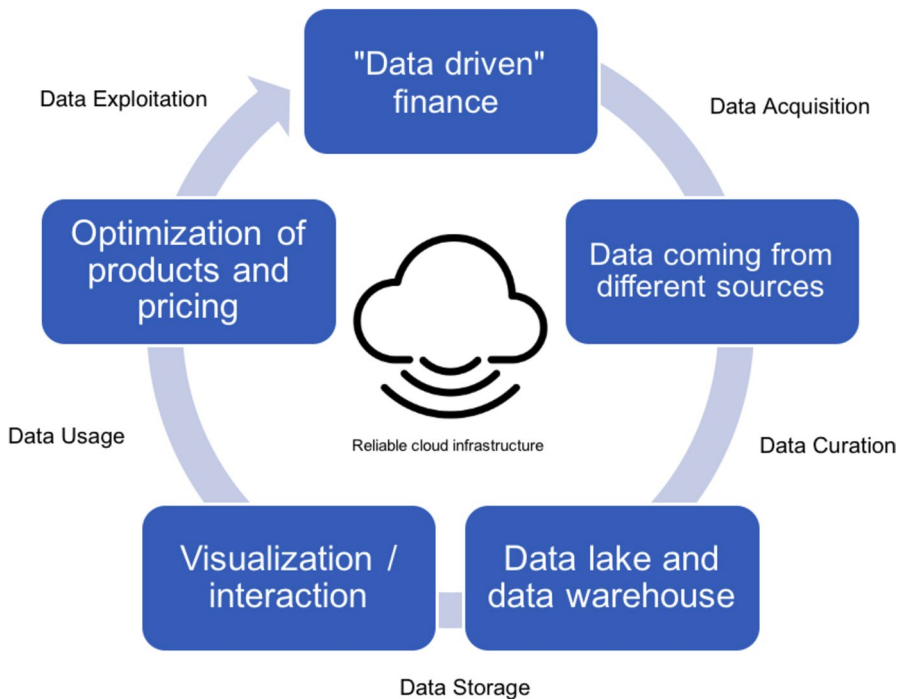 "Data driven"
finance
Data Exploitation
Data Acquisition
Optimization of
products and
pricing
Data coming from
different sources
Reliable cloud infrastructure
Data Usage
Data Curation
Visualization /
interaction
Data lake and
data warehouse
Data Storage